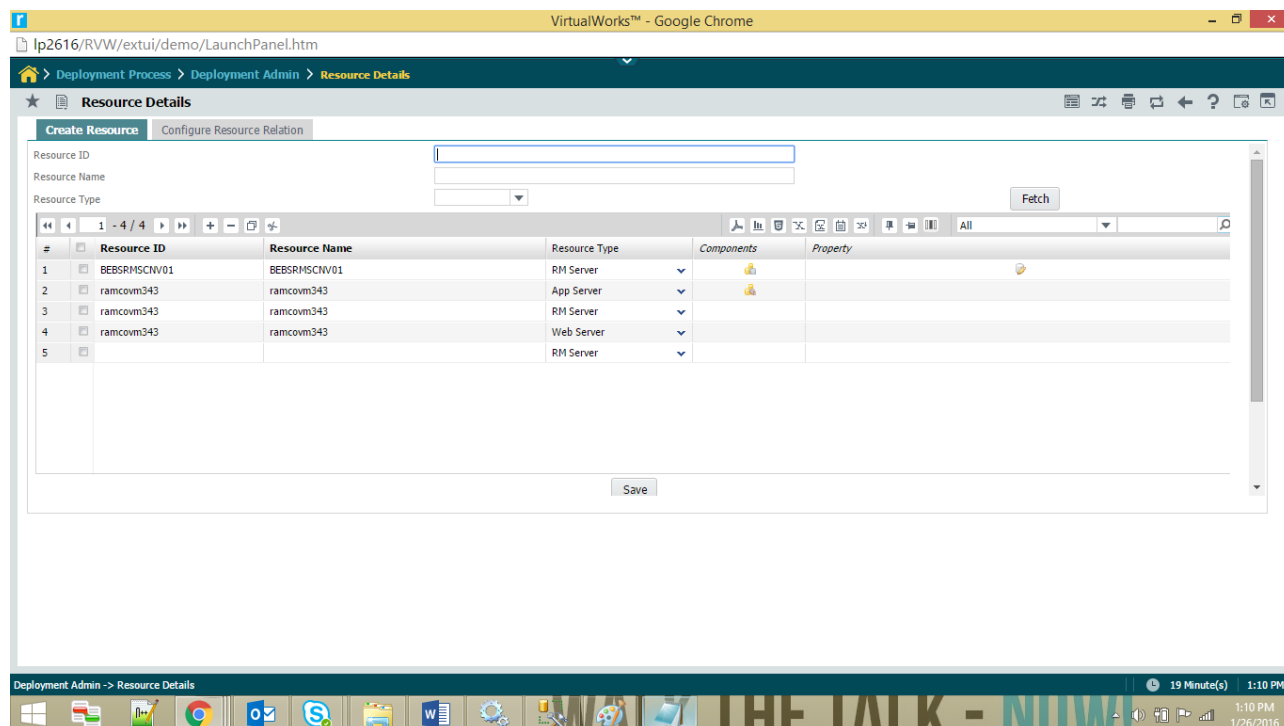 r VirtualWorks™ - Google Chrome
lp2616/RVW/extui/demo/LaunchPanel.htm
> Deployment Process > Deployment Admin > Resource Details
Resource Details
Create Resource Configure Resource Relation
Resource ID
Resource Name
Resource Type Fetch
1 - 4 / 4 All
# Resource ID Resource Name Resource Type Components Property
1 BEBSRMSCNV01 BEBSRMSCNV01 RM Server
2 ramcovm343 ramcovm343 App Server
3 ramcovm343 ramcovm343 RM Server
4 ramcovm343 ramcovm343 Web Server
5 RM Server
Save
Deployment Admin -> Resource Details 19 Minute(s) 1:10 PM
THE TALK - NOW
1:10 PM